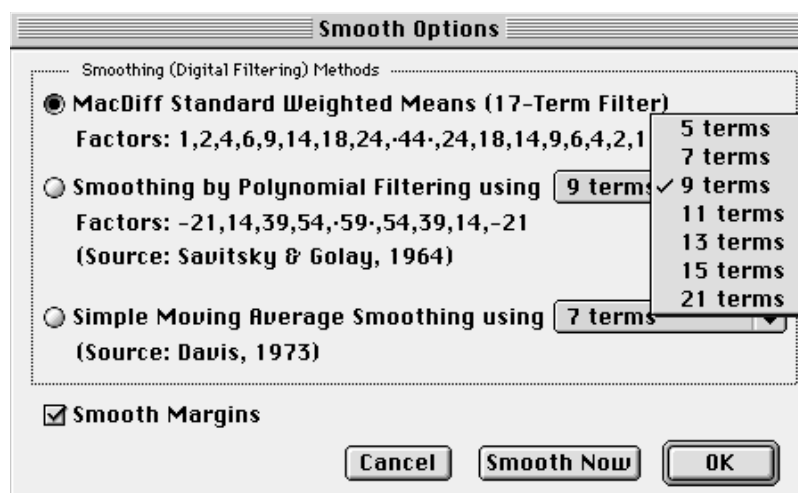 Smooth Options
Smoothing (Digital Filtering) Methods
MacDiff Standard Weighted Means (17-Term Filter)
Factors: 1,2,4,6,9,14,18,24,·44·,24,18,14,9,6,4,2,1
Smoothing by Polynomial Filtering using 9 terms
Factors: -21,14,39,54,·59·,54,39,14,-21
(Source: Savitsky & Golay, 1964)
Simple Moving Average Smoothing using 7 terms
(Source: Davis, 1973)
5 terms
7 terms
✓ 9 terms
11 terms
13 terms
15 terms
21 terms
Smooth Margins
Cancel
Smooth Now
OK